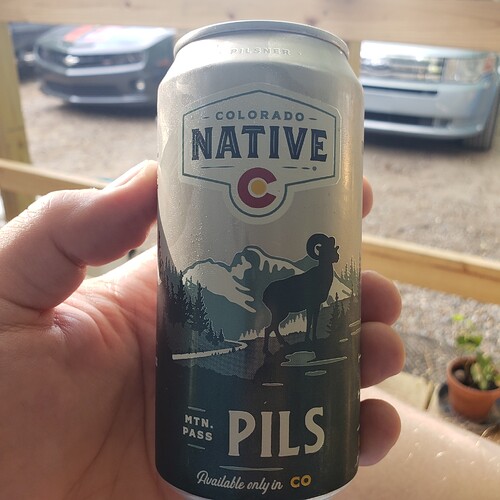 PILSNER
- COLORADO -
NATIVE
C
MTN.
PASS
PILS
Available only in CO